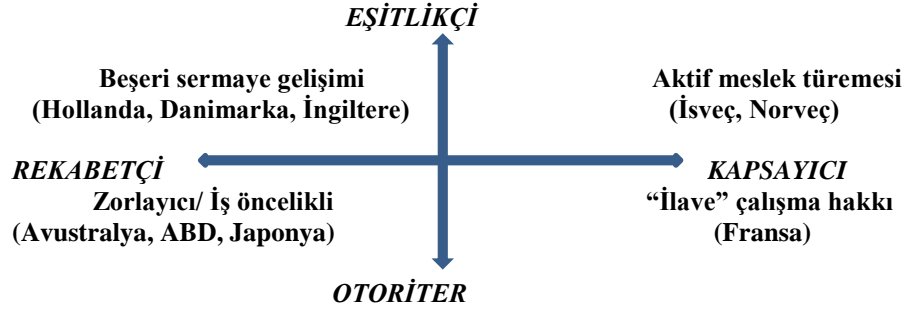 EŞİTLİKÇİ
Beşeri sermaye gelişimi
(Hollanda, Danimarka, İngiltere)
Aktif meslek türemesi
(İsveç, Norveç)
REKABETÇİ
KAPSAYICI
Zorlayıcı/ İş öncelikli
(Avustralya, ABD, Japonya)
“İlave” çalışma hakkı
(Fransa)
OTORİTER